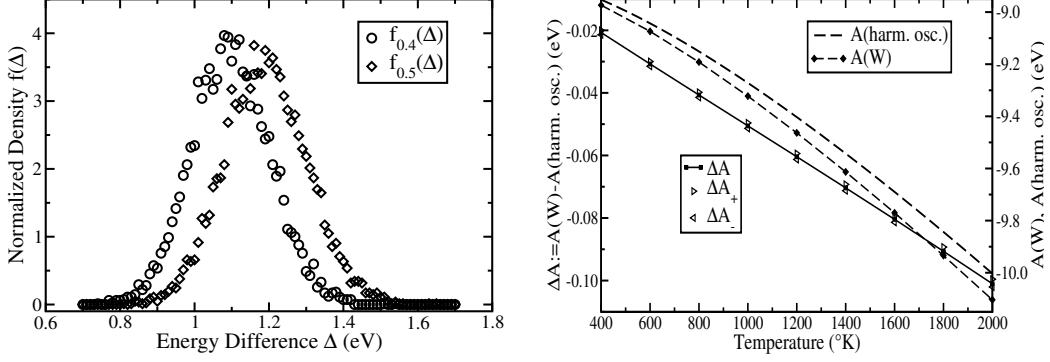 4
3
2
1
0
0.6
0.8
1
1.2
1.4
1.6
1.8
Normalized Density f(Δ)
Energy Difference Δ (eV)
f0.4(Δ)
f0.5(Δ)
-0.02
-0.04
-0.06
-0.08
-0.10
ΔA:=A(W)-A(harm. osc.) (eV)
A(harm. osc.)
A(W)
ΔA
ΔA+
ΔA-
400
600
800
1000
1200
1400
1600
1800
2000
Temperature (°K)
-9.0
-9.2
-9.4
-9.6
-9.8
-10.0
A(W), A(harm. osc.) (eV)